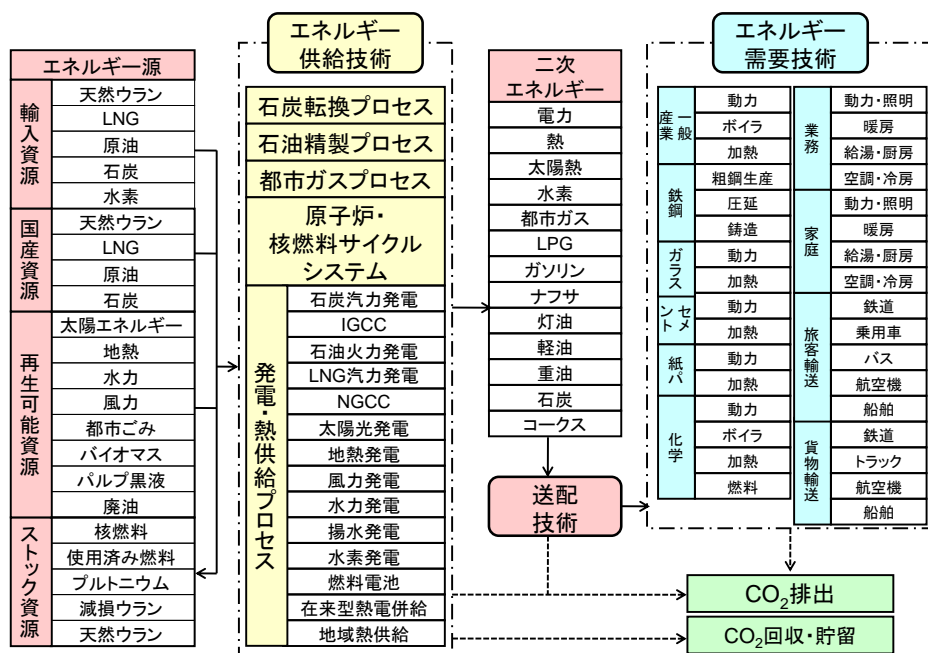 エネルギー源
輸入資源
天然ウラン
LNG
原油
石炭
水素
国産資源
天然ウラン
LNG
原油
石炭
再生可能資源
太陽エネルギー
地熱
水力
風力
都市ごみ
バイオマス
パルプ黒液
廃油
ストック資源
核燃料
使用済み燃料
プルトニウム
減損ウラン
天然ウラン
エネルギー
供給技術
石炭転換プロセス
石油精製プロセス
都市ガスプロセス
原子炉・
核燃料サイクル
システム
発電・熱供給プロセス
石炭汽力発電
IGCC
石油火力発電
LNG汽力発電
NGCC
太陽光発電
地熱発電
風力発電
水力発電
揚水発電
水素発電
燃料電池
在来型熱電併給
地域熱供給
二次
エネルギー
電力
熱
太陽熱
水素
都市ガス
LPG
ガソリン
ナフサ
灯油
軽油
重油
石炭
コークス
送配
技術
エネルギー
需要技術
一般
産業
動力
ボイラ
加熱
鉄鋼
粗鋼生産
圧延
鋳造
ガラス
動力
加熱
セメ
ント
動力
加熱
紙パ
動力
加熱
化学
動力
ボイラ
加熱
燃料
業務
動力・照明
暖房
給湯・厨房
空調・冷房
家庭
動力・照明
暖房
給湯・厨房
空調・冷房
旅客輸送
鉄道
乗用車
バス
航空機
船舶
貨物輸送
鉄道
トラック
航空機
船舶
CO₂排出
CO₂回収・貯留